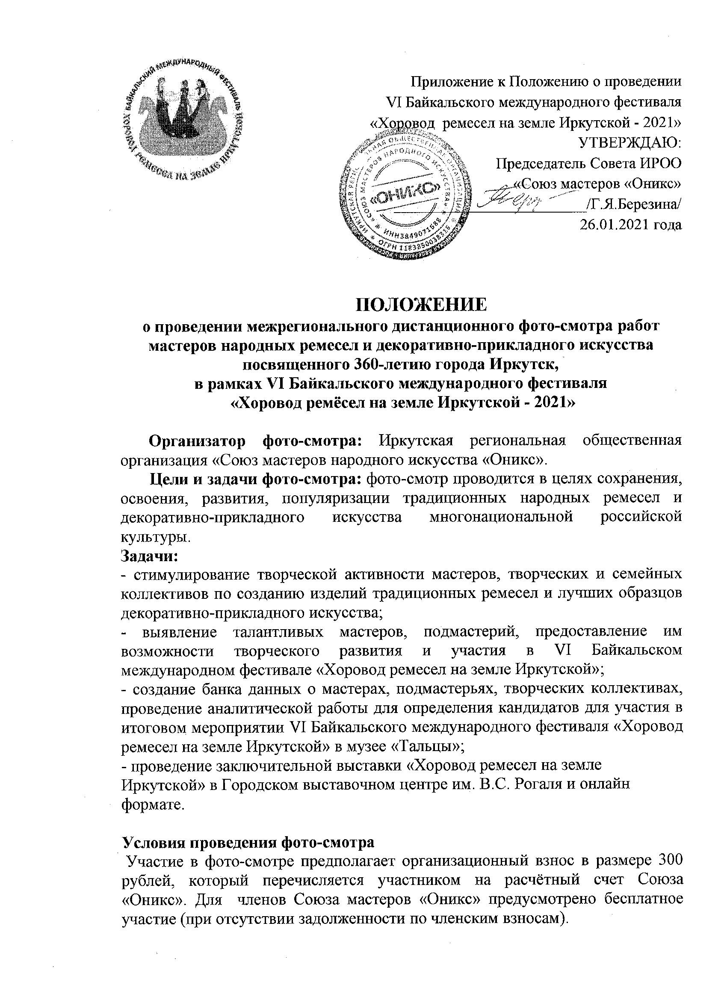 БАЙКАЛЬСКИЙ МЕЖДУНАРОДНЫЙ ФЕСТИВАЛЬ
ХОРОВОД РЕМЕСЕЛ НА ЗЕМЛЕ ИРКУТСКОЙ
Приложение к Положению о проведении
VI Байкальского международного фестиваля
«Хоровод ремесел на земле Иркутской - 2021»
УТВЕРЖДАЮ:
Председатель Совета ИРОО
«Союз мастеров «Оникс»
/Г.Я.Березина/
26.01.2021 года
ОБЩЕСТВЕННАЯ ОРГАНИЗАЦИЯ
«СОЮЗ МАСТЕРОВ НАРОДНОГО ИСКУССТВА»
«ОНИКС»
ИНН3849071688
ОГРН 1183850038316
ПОЛОЖЕНИЕ
о проведении межрегионального дистанционного фото-смотра работ
мастеров народных ремесел и декоративно-прикладного искусства
посвященного 360-летию города Иркутск,
в рамках VI Байкальского международного фестиваля
«Хоровод ремёсел на земле Иркутской - 2021»
Организатор фото-смотра: Иркутская региональная общественная
организация «Союз мастеров народного искусства «Оникс».
Цели и задачи фото-смотра: фото-смотр проводится в целях сохранения,
освоения, развития, популяризации традиционных народных ремесел и
декоративно-прикладного искусства многонациональной российской
культуры.
Задачи:
- стимулирование творческой активности мастеров, творческих и семейных
коллективов по созданию изделий традиционных ремесел и лучших образцов
декоративно-прикладного искусства;
- выявление талантливых мастеров, подмастерий, предоставление им
возможности творческого развития и участия в VI Байкальском
международном фестивале «Хоровод ремесел на земле Иркутской»;
- создание банка данных о мастерах, подмастерьях, творческих коллективах,
проведение аналитической работы для определения кандидатов для участия в
итоговом мероприятии VI Байкальского международного фестиваля «Хоровод
ремесел на земле Иркутской» в музее «Тальцы»;
- проведение заключительной выставки «Хоровод ремесел на земле
Иркутской» в Городском выставочном центре им. В.С. Рогаля и онлайн
формате.
Условия проведения фото-смотра
Участие в фото-смотре предполагает организационный взнос в размере 300
рублей, который перечисляется участником на расчётный счет Союза
«Оникс». Для членов Союза мастеров «Оникс» предусмотрено бесплатное
участие (при отсутствии задолженности по членским взносам).